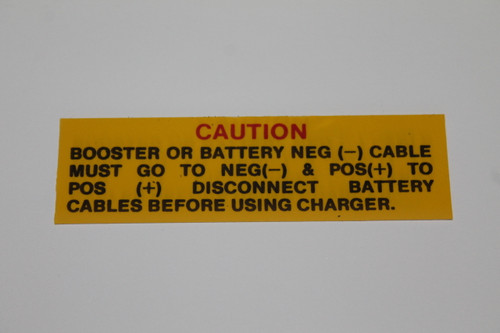 CAUTION
BOOSTER OR BATTERY NEG (−) CABLE
MUST GO TO NEG(−) & POS(+) TO
POS (+) DISCONNECT BATTERY
CABLES BEFORE USING CHARGER.